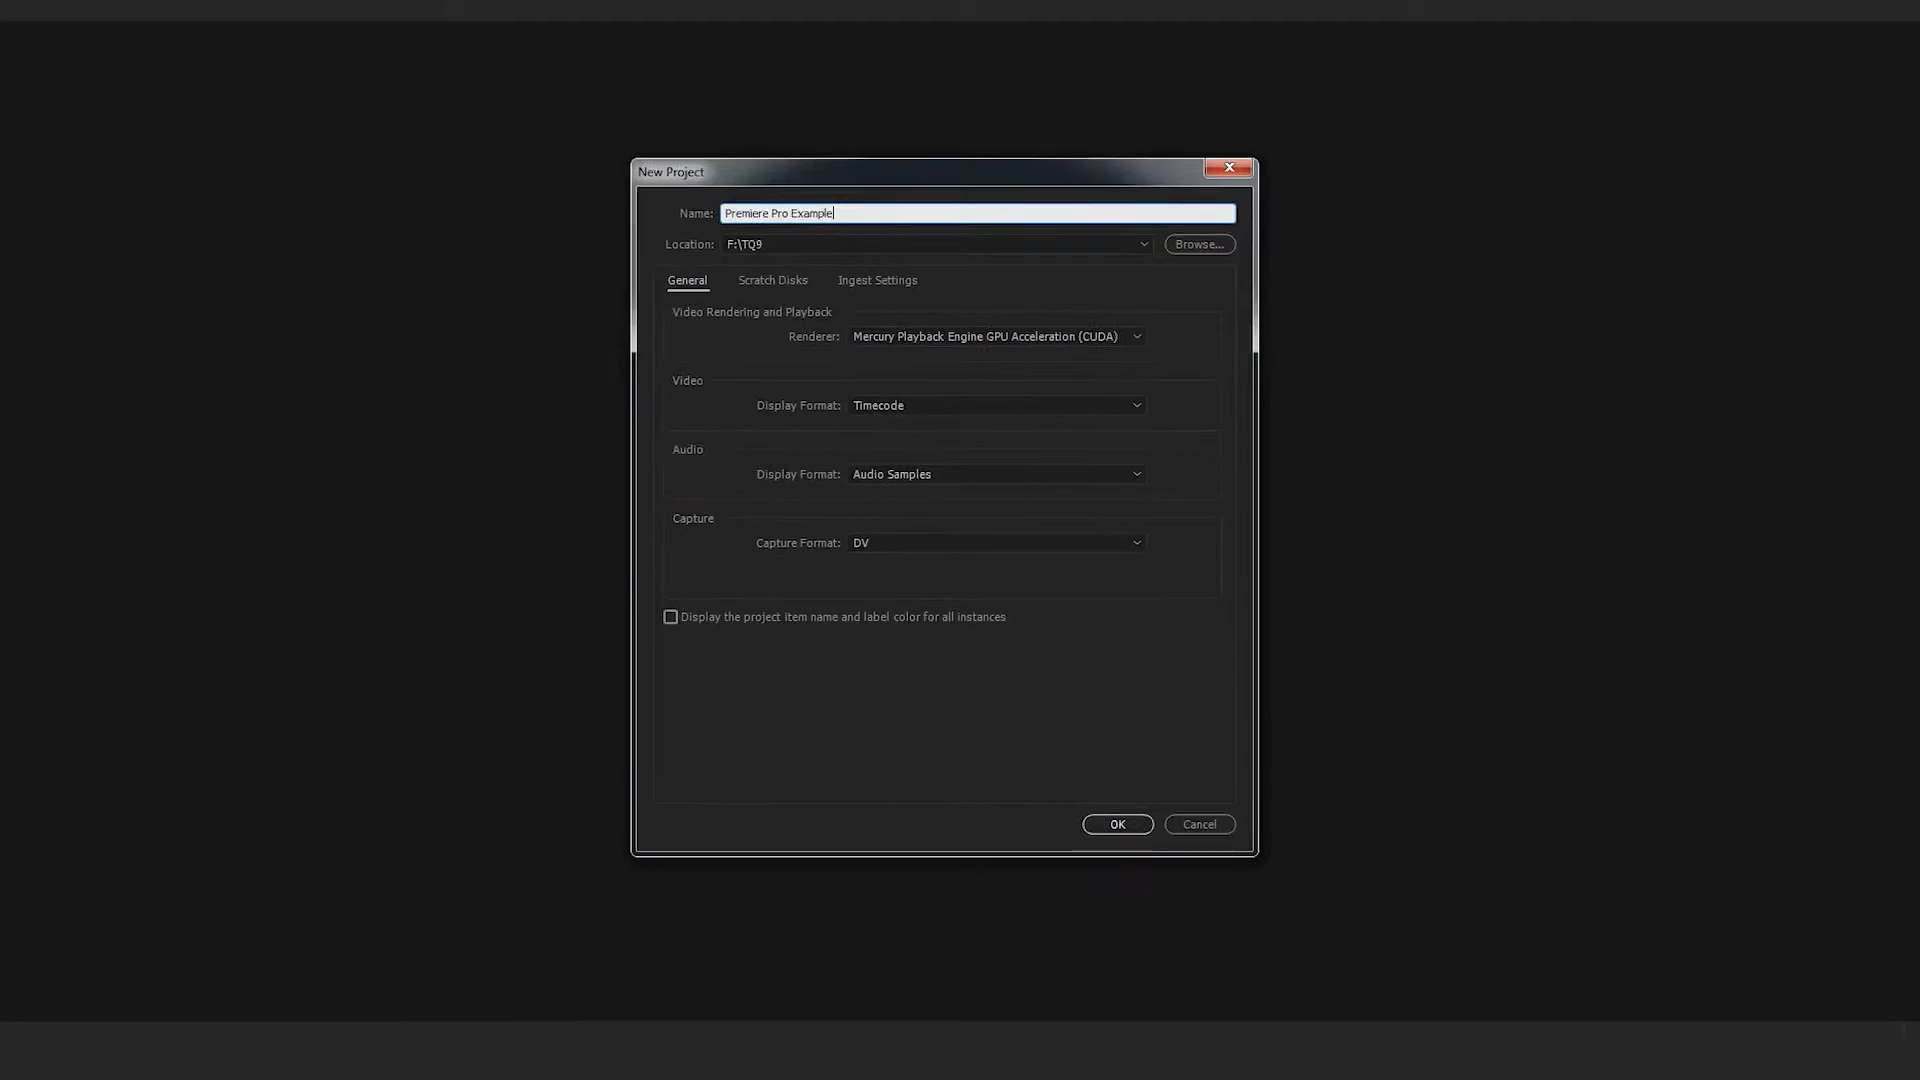 New Project
Name: Premiere Pro Example
Location: F:\TQ9 Browse...
General Scratch Disks Ingest Settings
Video Rendering and Playback
Renderer: Mercury Playback Engine GPU Acceleration (CUDA)
Video
Display Format: Timecode
Audio
Display Format: Audio Samples
Capture
Capture Format: DV
Display the project item name and label color for all instances
OK Cancel